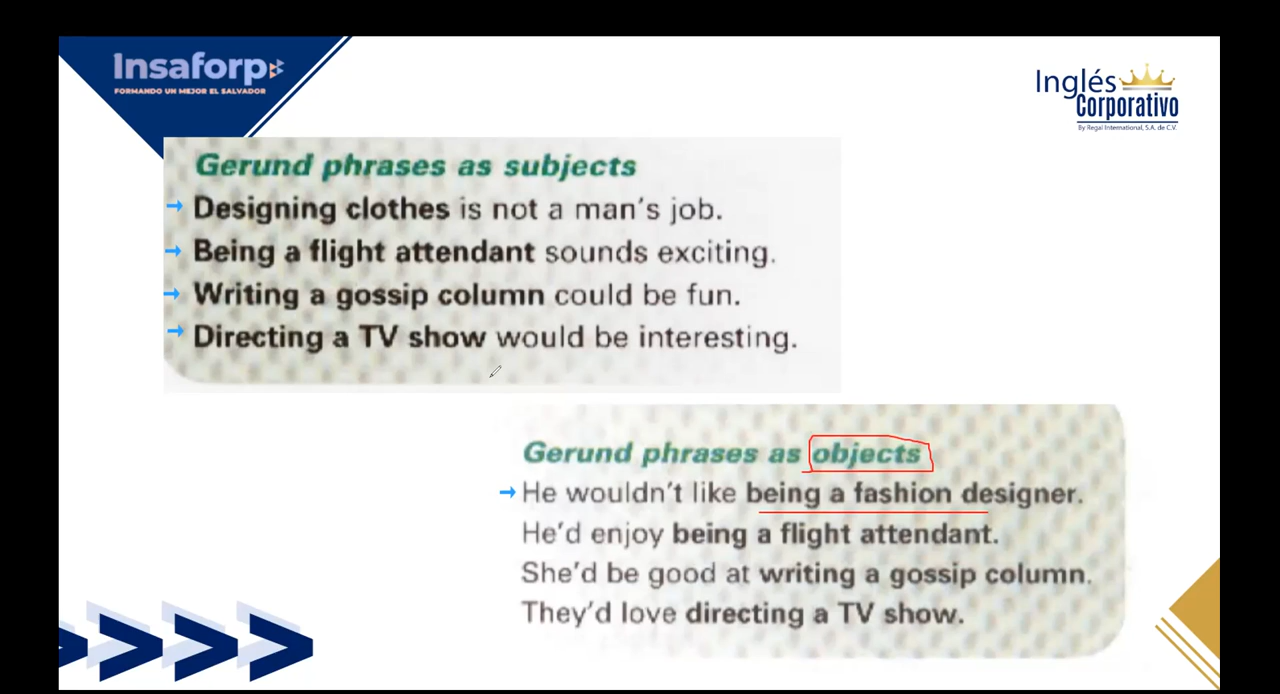 Insaforp
FORMANDO UN MEJOR EL SALVADOR
Inglés
Corporativo
By Regal International, S.A. de C.V.
Gerund phrases as subjects
Designing clothes is not a man's job.
Being a flight attendant sounds exciting.
Writing a gossip column could be fun.
Directing a TV show would be interesting.
Gerund phrases as objects
He wouldn't like being a fashion designer.
He'd enjoy being a flight attendant.
She'd be good at writing a gossip column.
They'd love directing a TV show.